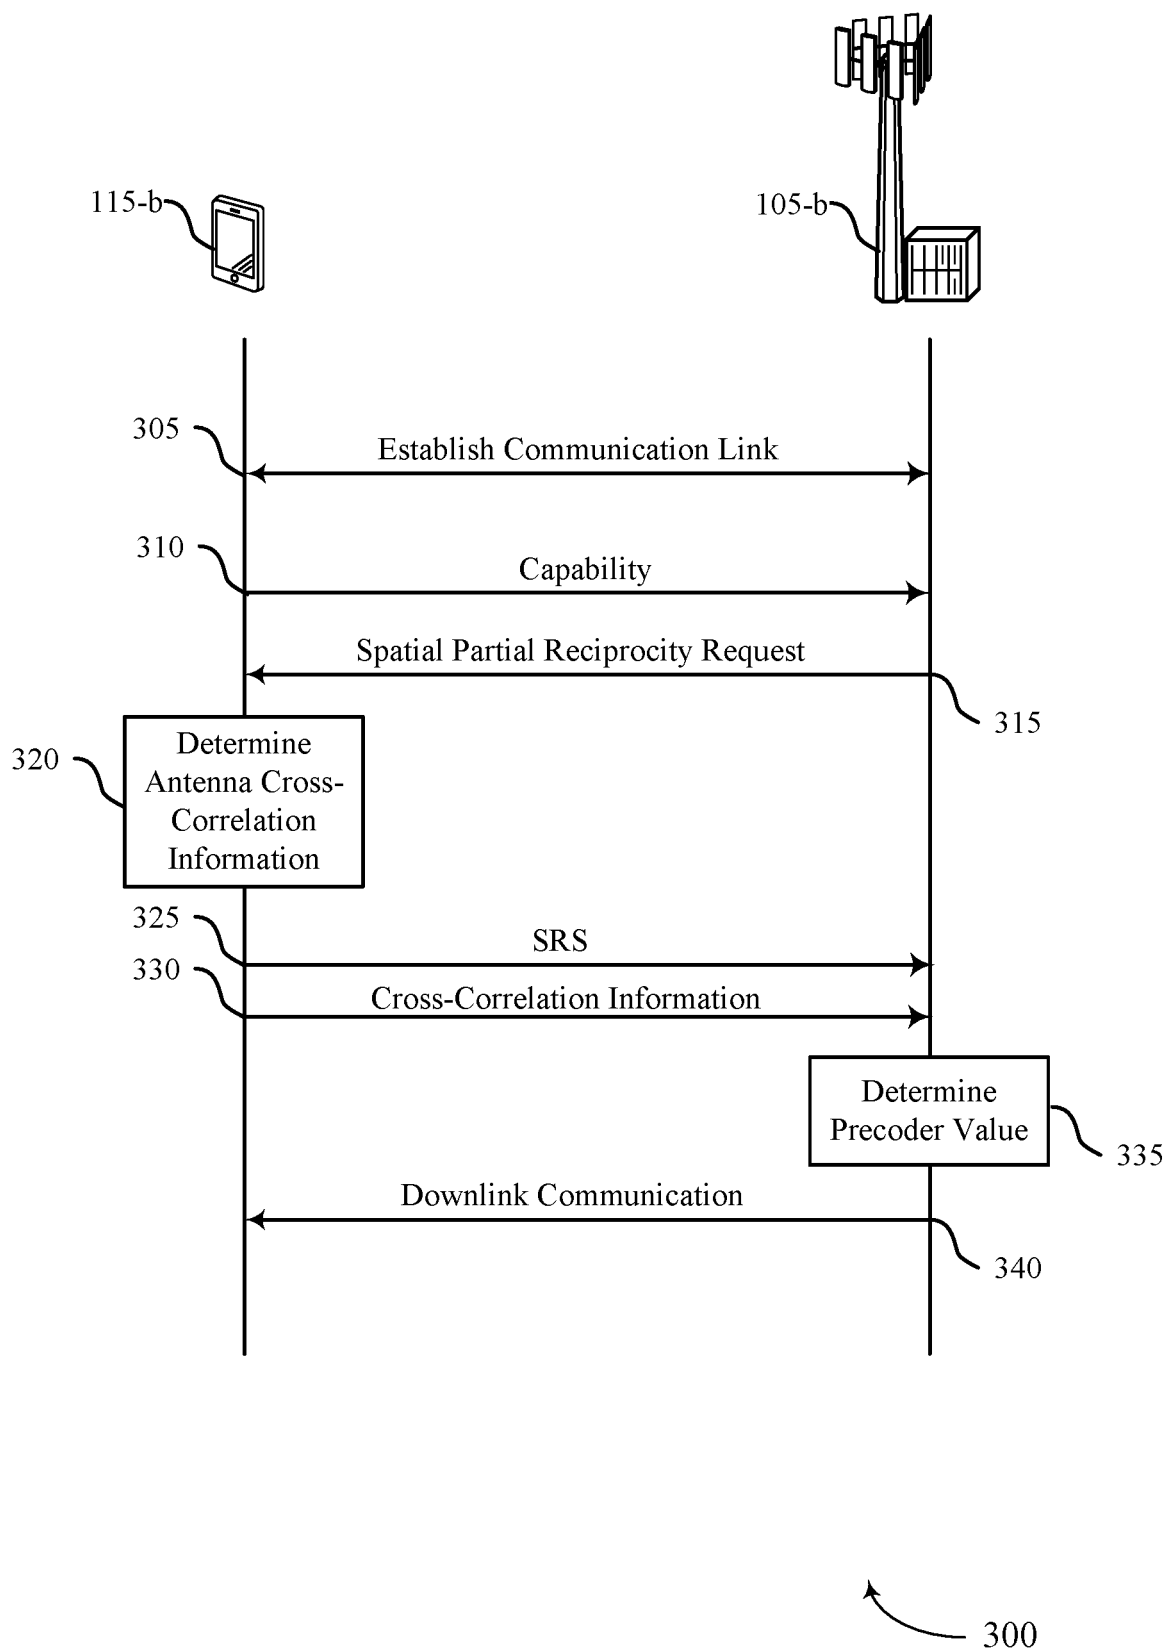 115-b
105-b
305
Establish Communication Link
310
Capability
Spatial Partial Reciprocity Request
315
320
Determine
Antenna Cross-
Correlation
Information
325
SRS
330
Cross-Correlation Information
Determine
Precoder Value
335
Downlink Communication
340
300